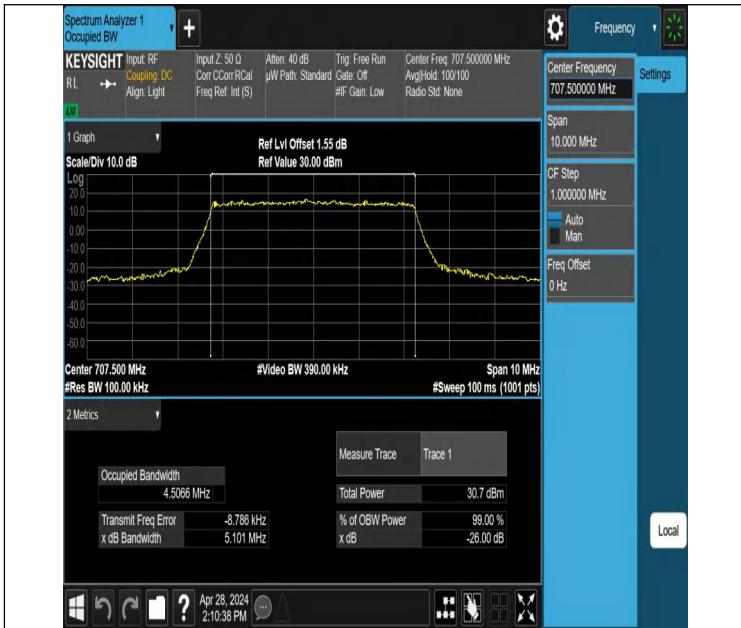 Spectrum Analyzer 1
Occupied BW
+
Frequency
KEYSIGHT
RL
LXI
Input: RF
Coupling: DC
Align: Light
Input Z: 50 Ω
Corr CCorr RCal
Freq Ref: Int (S)
Atten: 40 dB
µW Path: Standard
Trig: Free Run
Gate: Off
#IF Gain: Low
Center Freq: 707.500000 MHz
Avg|Hold: 100/100
Radio Std: None
Center Frequency
707.500000 MHz
Settings
Span
10.000 MHz
CF Step
1.000000 MHz
Auto
Man
Freq Offset
0 Hz
1 Graph
Scale/Div 10.0 dB
Ref Lvl Offset 1.55 dB
Ref Value 30.00 dBm
Log
20.0
10.0
0.00
-10.0
-20.0
-30.0
-40.0
-50.0
-60.0
Center 707.500 MHz
#Res BW 100.00 kHz
#Video BW 390.00 kHz
Span 10 MHz
#Sweep 100 ms (1001 pts)
2 Metrics
Measure Trace Trace 1
Occupied Bandwidth
4.5066 MHz
Total Power 30.7 dBm
Transmit Freq Error -8.786 kHz
% of OBW Power 99.00 %
x dB Bandwidth 5.101 MHz
x dB -26.00 dB
Local
?
Apr 28, 2024
2:10:38 PM